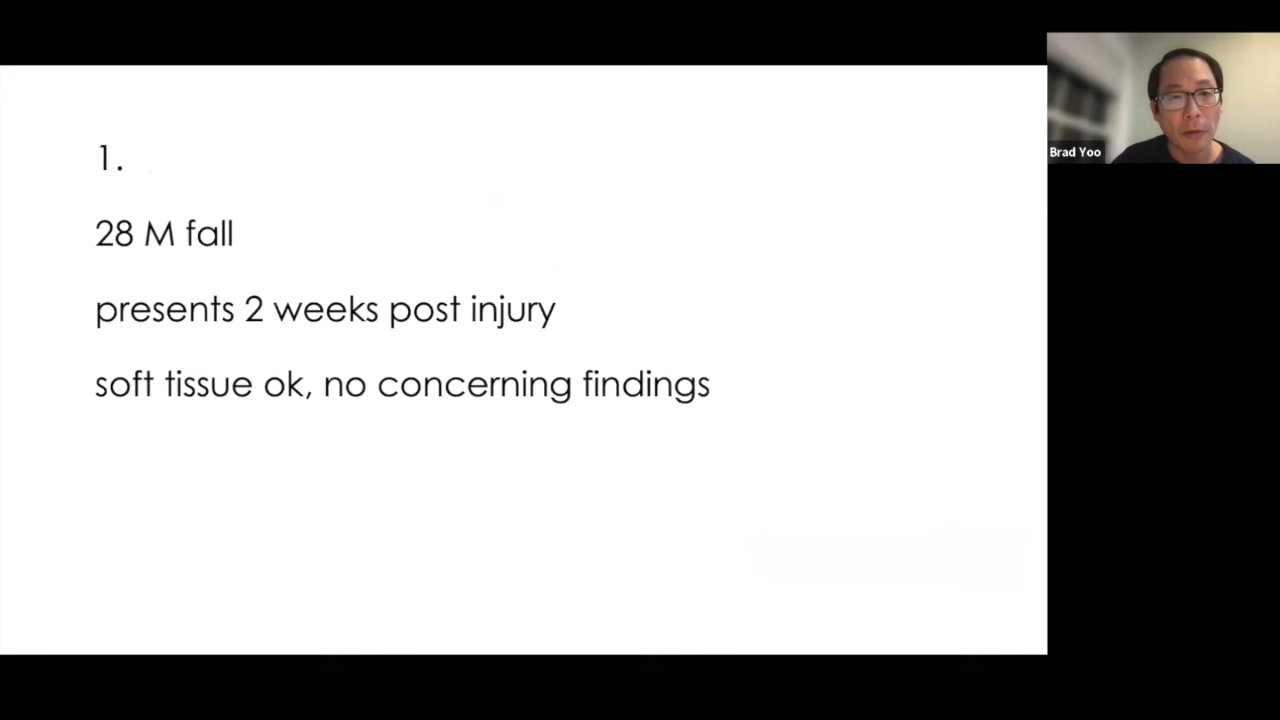 1.
28 M fall
presents 2 weeks post injury
soft tissue ok, no concerning findings
Brad Yoo